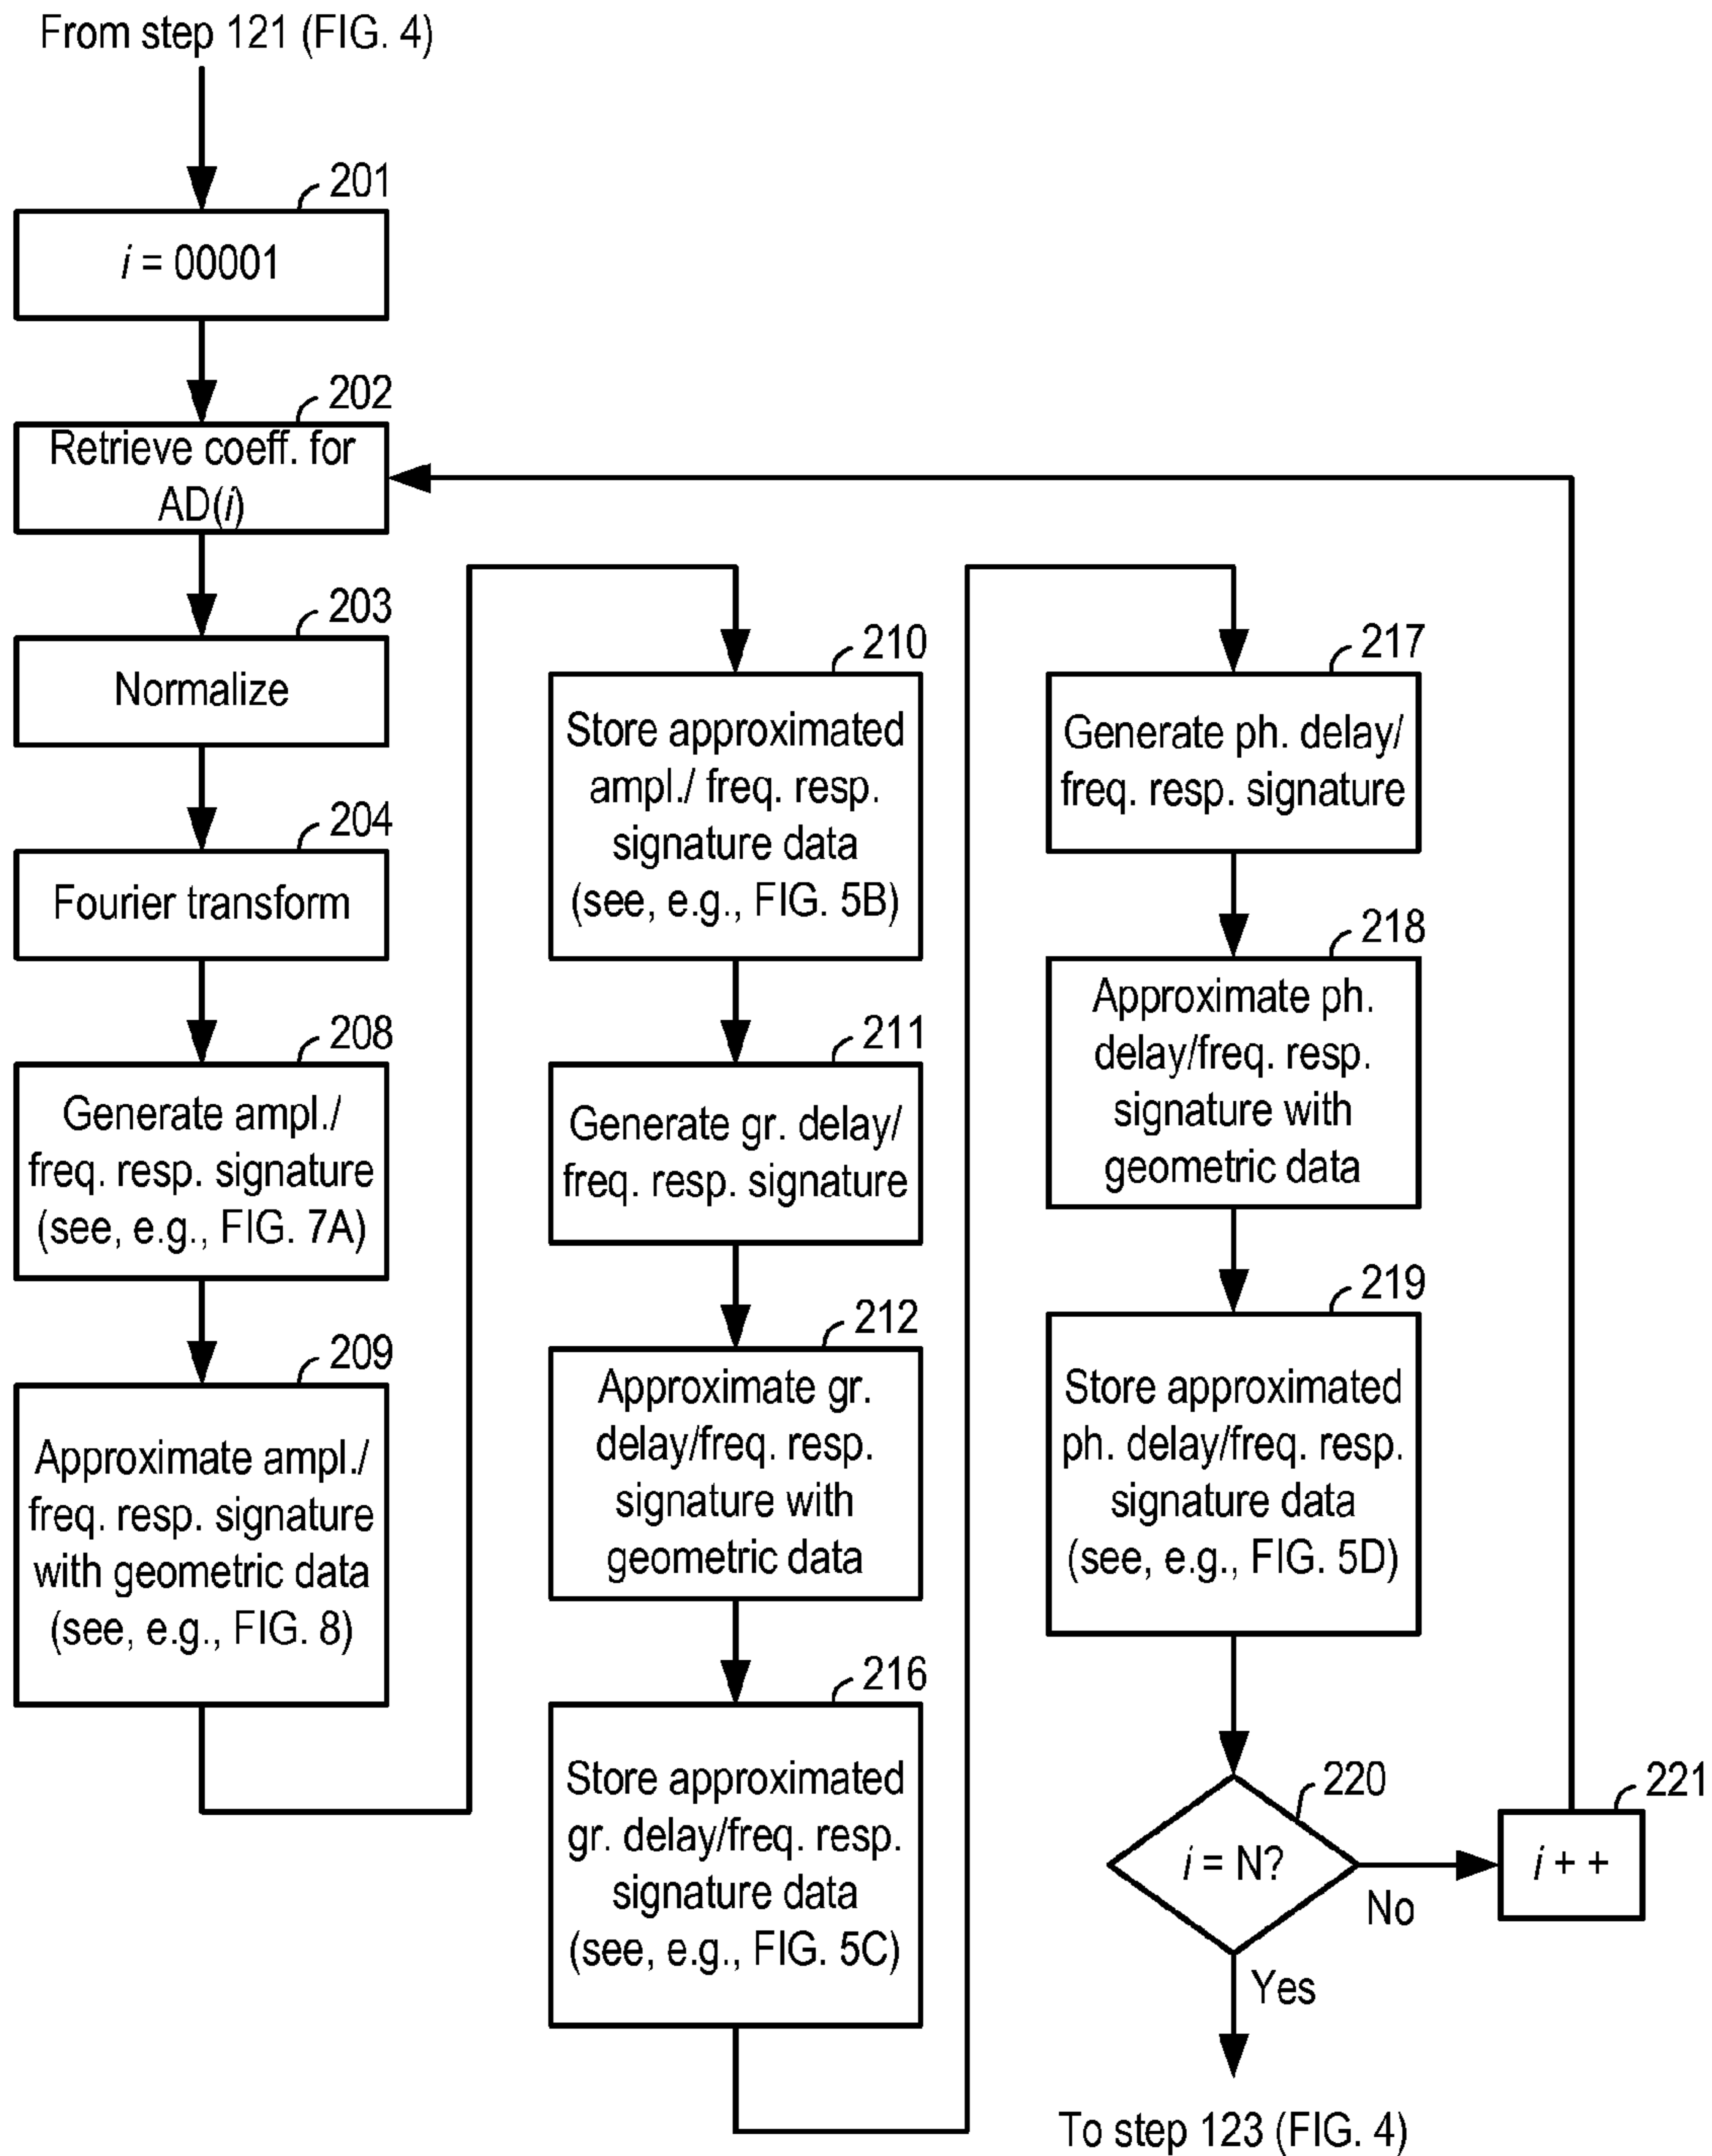 From step 121 (FIG. 4)
201
i = 00001
202
Retrieve coeff. for
AD(i)
203
Normalize
204
Fourier transform
208
Generate ampl./
freq. resp. signature
(see, e.g., FIG. 7A)
209
Approximate ampl./
freq. resp. signature
with geometric data
(see, e.g., FIG. 8)
210
Store approximated
ampl./ freq. resp.
signature data
(see, e.g., FIG. 5B)
211
Generate gr. delay/
freq. resp. signature
212
Approximate gr.
delay/freq. resp.
signature with
geometric data
216
Store approximated
gr. delay/freq. resp.
signature data
(see, e.g., FIG. 5C)
217
Generate ph. delay/
freq. resp. signature
218
Approximate ph.
delay/freq. resp.
signature with
geometric data
219
Store approximated
ph. delay/freq. resp.
signature data
(see, e.g., FIG. 5D)
220
i = N?
No
221
i + +
Yes
To step 123 (FIG. 4)